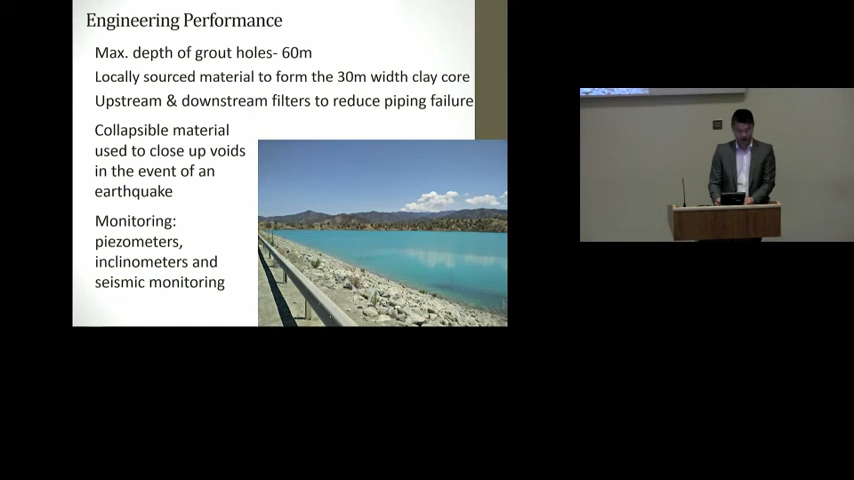 Engineering Performance
Max. depth of grout holes- 60m
Locally sourced material to form the 30m width clay core
Upstream & downstream filters to reduce piping failure
Collapsible material
used to close up voids
in the event of an
earthquake
Monitoring:
piezometers,
inclinometers and
seismic monitoring